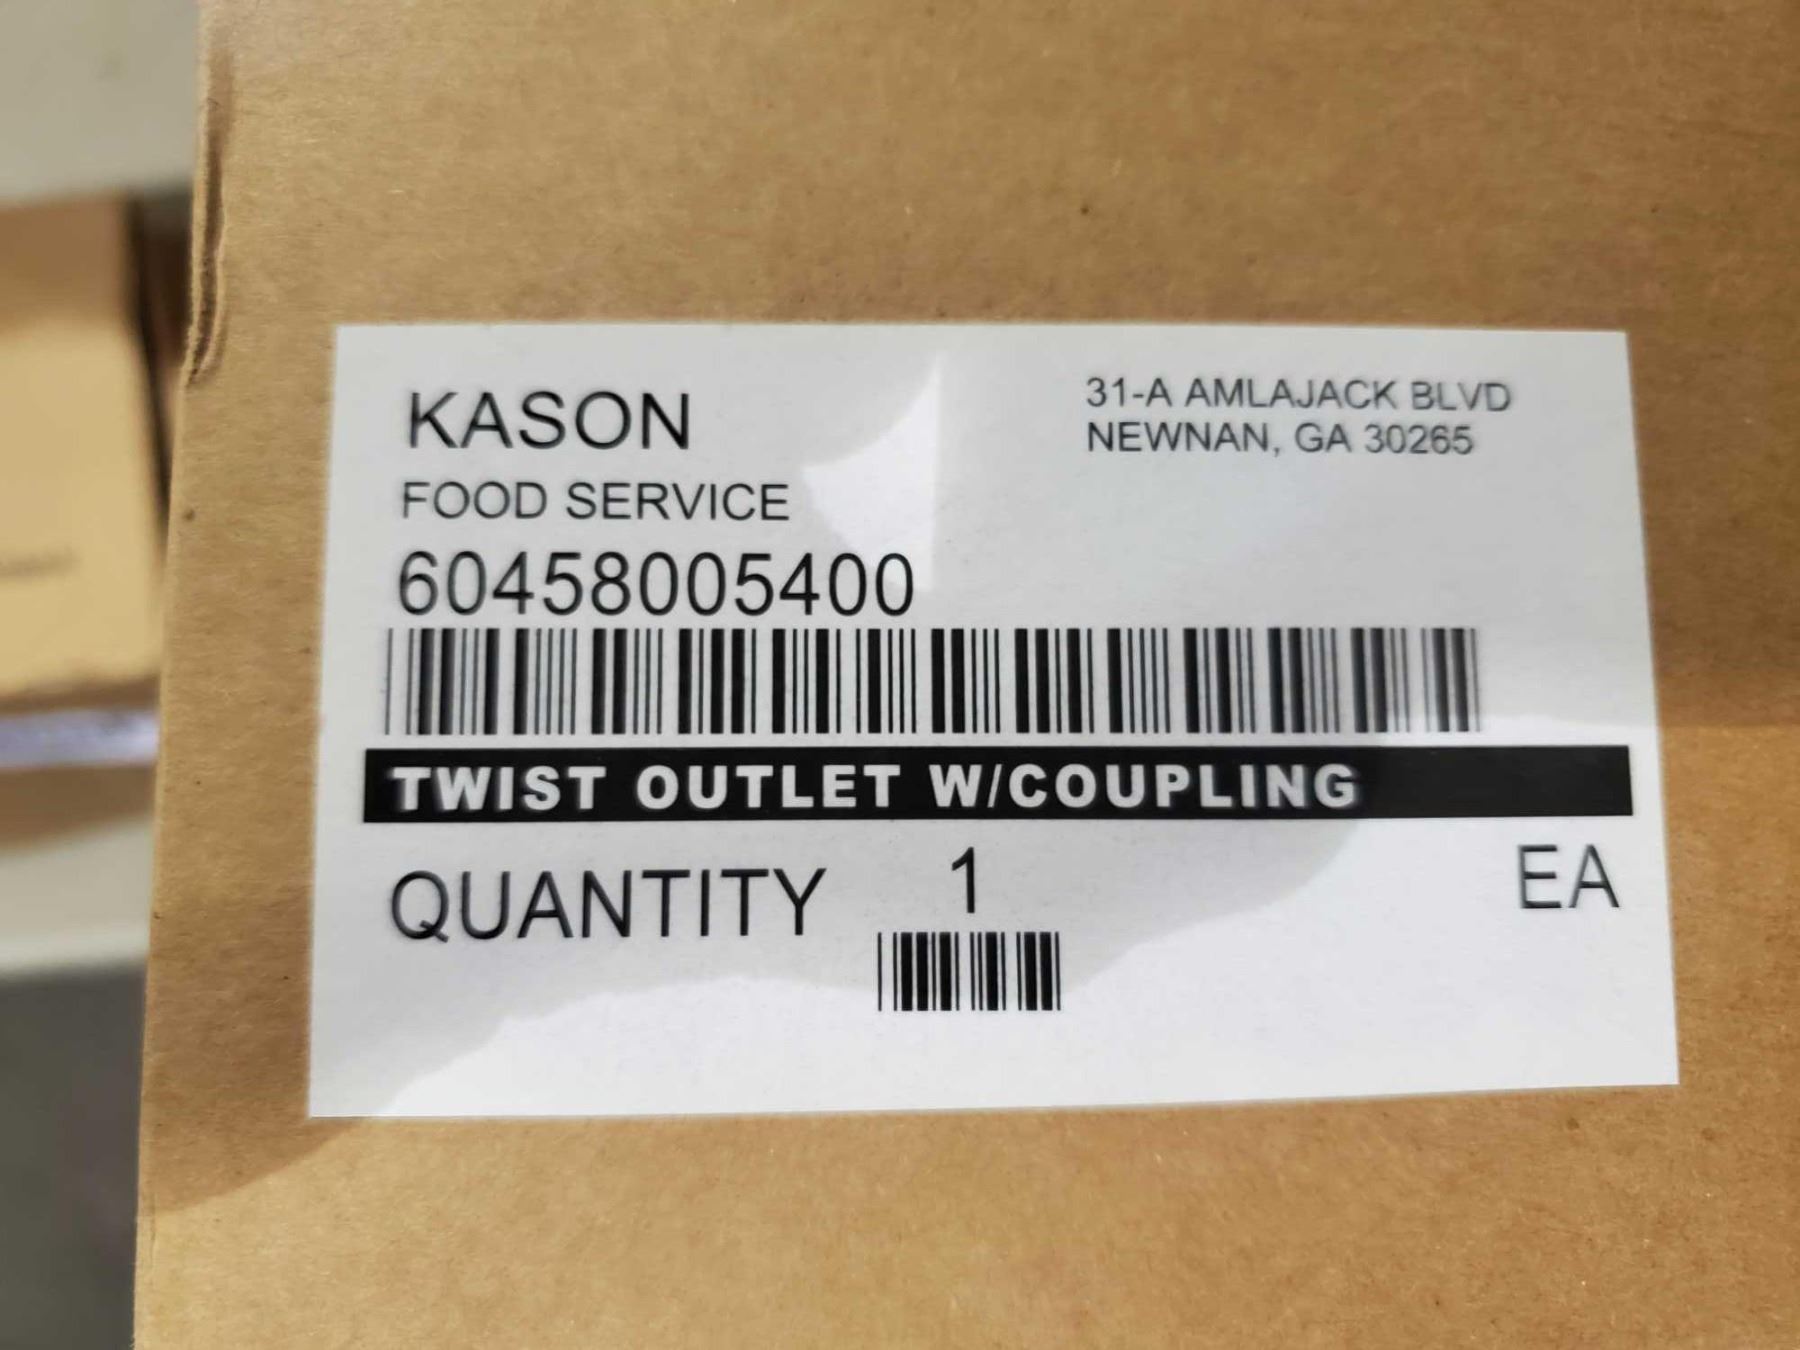 KASON
FOOD SERVICE
31-A AMLAJACK BLVD
NEWNAN, GA 30265
60458005400
TWIST OUTLET W/COUPLING
QUANTITY 1 EA